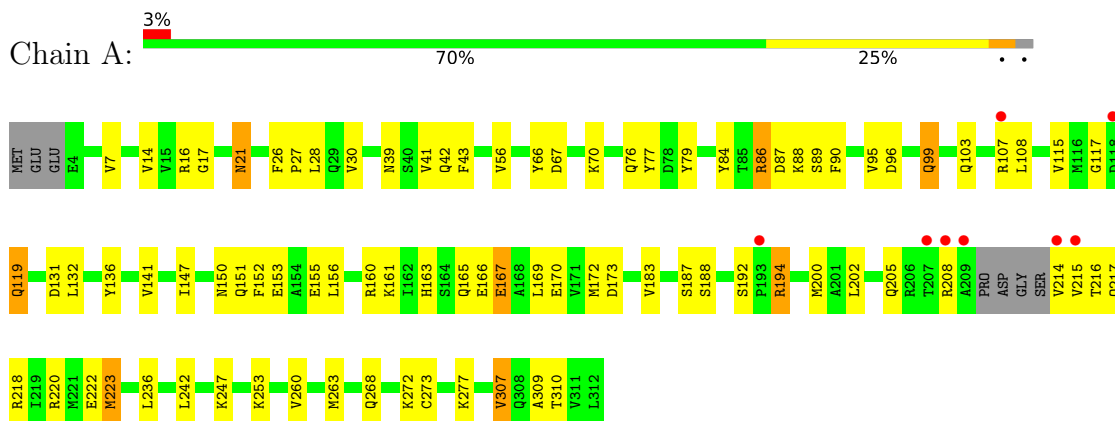 3%
Chain A:
70% 25% • •
MET GLU GLU E4 V7 V14 V15 R16 G17 N21 F26 P27 L28 Q29 V30 N39 S40 V41 Q42 F43 V56 Y66 D67 K70 Q76 Y77 D78 Y79 Y84 T85 R86 D87 K88 S89 F90 V95 D96 Q99 Q103 R107 L108 V115 M116 G117 D118
Q119 D131 L132 Y136 V141 I147 N150 Q151 F152 E153 A154 E155 L156 R160 K161 I162 H163 S164 Q165 E166 E167 A168 L169 E170 V171 M172 D173 V183 S187 S188 S192 P193 R194 M200 A201 L202 Q205 R206 T207 R208 A209 PRO ASP GLY SER V214 V215 T216
R218 I219 R220 M221 E222 M223 L236 L242 K247 K253 V260 M263 Q268 K272 C273 K277 V307 Q308 A309 T310 V311 L312